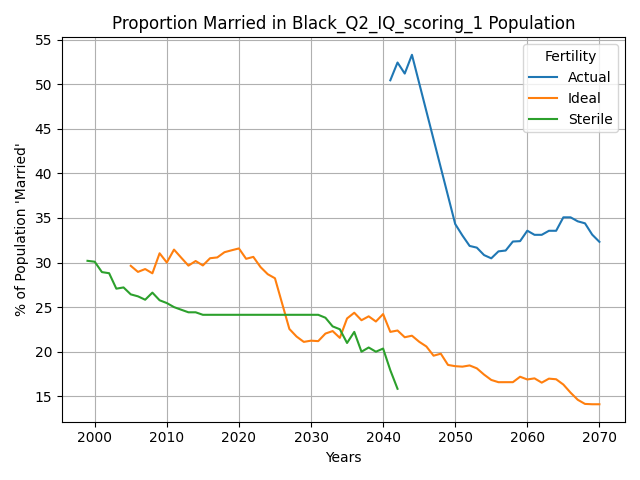 Proportion Married in Black_Q2_IQ_scoring_1 Population
% of Population 'Married'
55
50
45
40
35
30
25
20
15
Fertility
Actual
Ideal
Sterile
2000 2010 2020 2030 2040 2050 2060 2070
Years